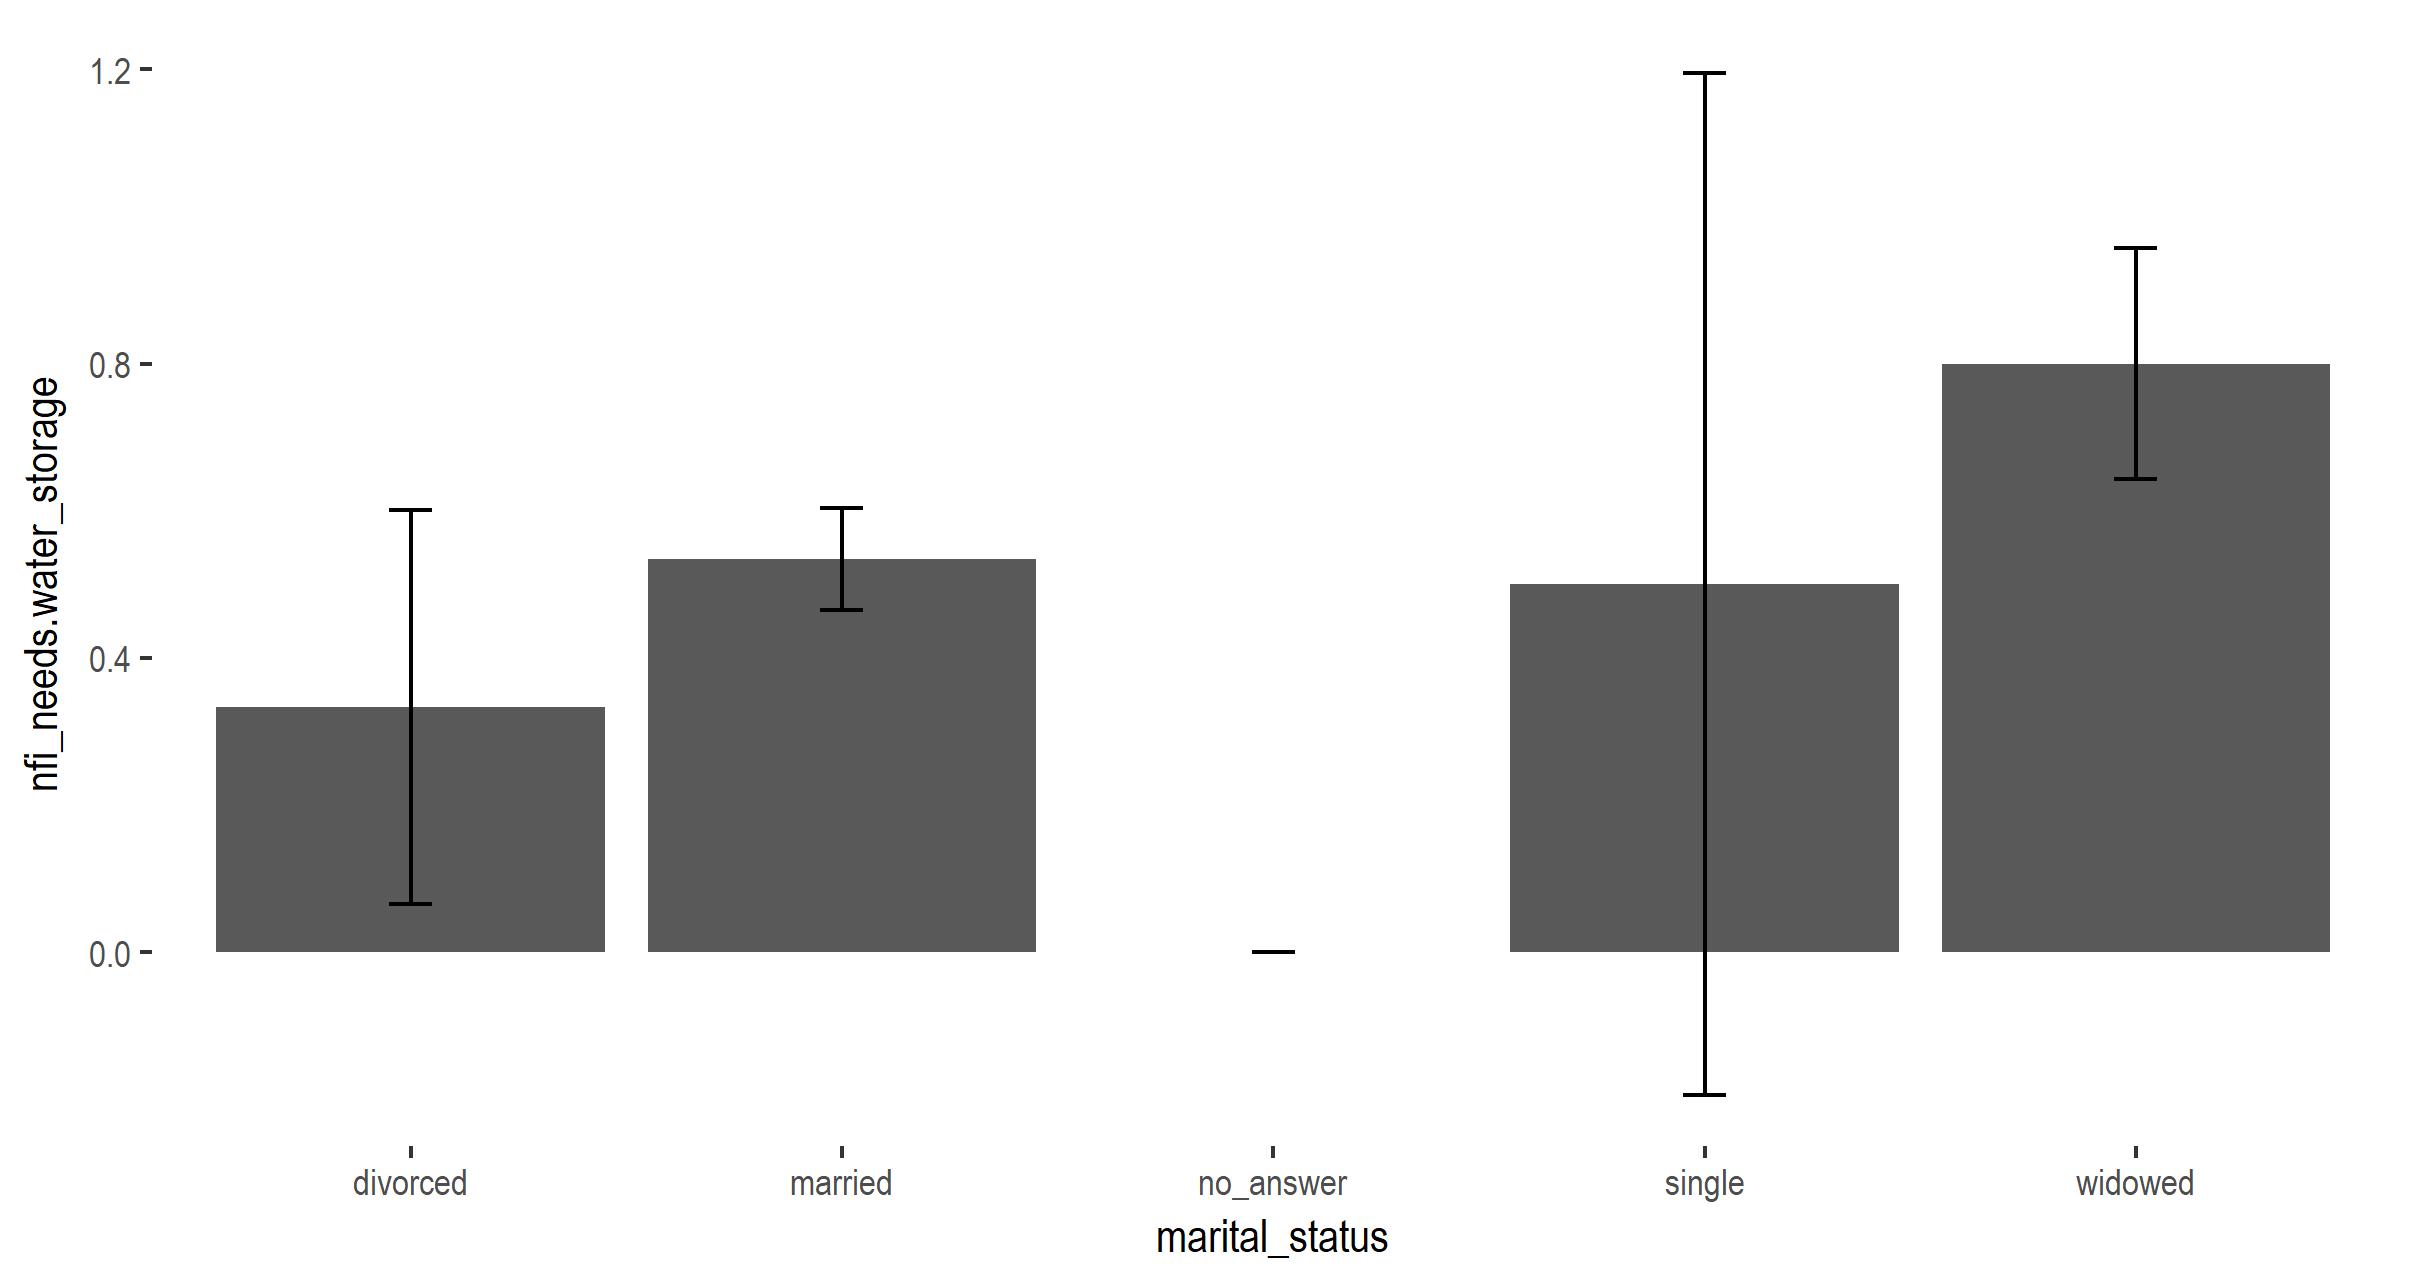 1.2
0.8
0.4
0.0
nfi_needs.water_storage
divorced
married
no_answer
single
widowed
marital_status